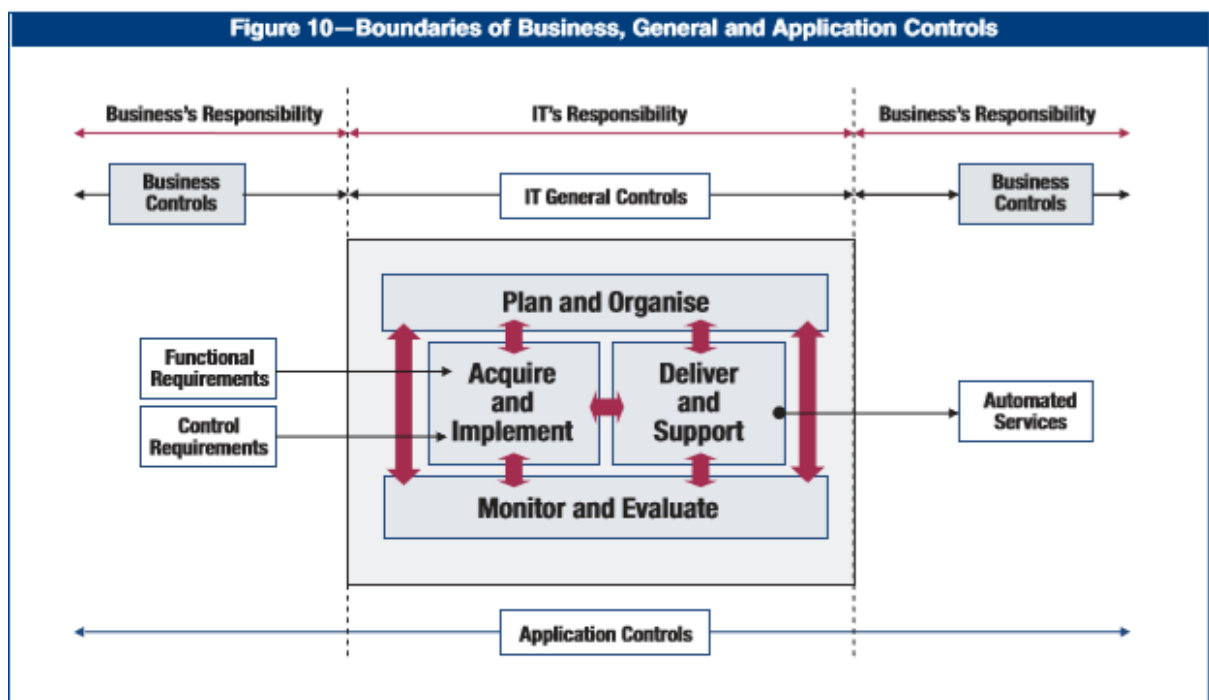 Figure 10—Boundaries of Business, General and Application Controls
Business's Responsibility
IT's Responsibility
Business's Responsibility
Business
Controls
IT General Controls
Business
Controls
Plan and Organise
Functional
Requirements
Control
Requirements
Acquire
and
Implement
Deliver
and
Support
Automated
Services
Monitor and Evaluate
Application Controls